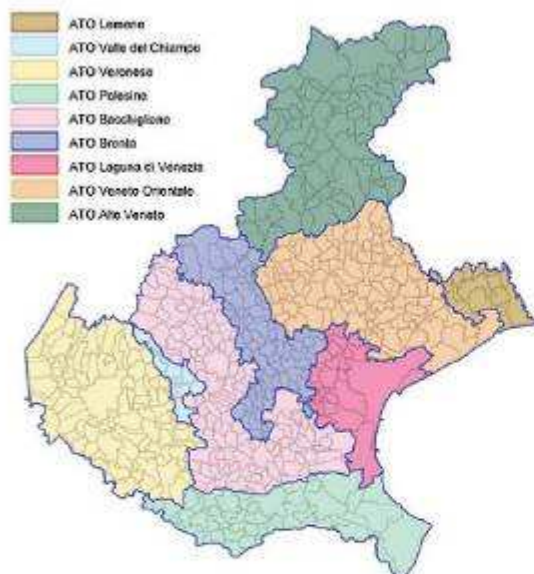 ATO Lemene
ATO Valle del Chiampo
ATO Veronese
ATO Polesine
ATO Bacchiglione
ATO Brenta
ATO Laguna di Venezia
ATO Veneto Orientale
ATO Alto Veneto